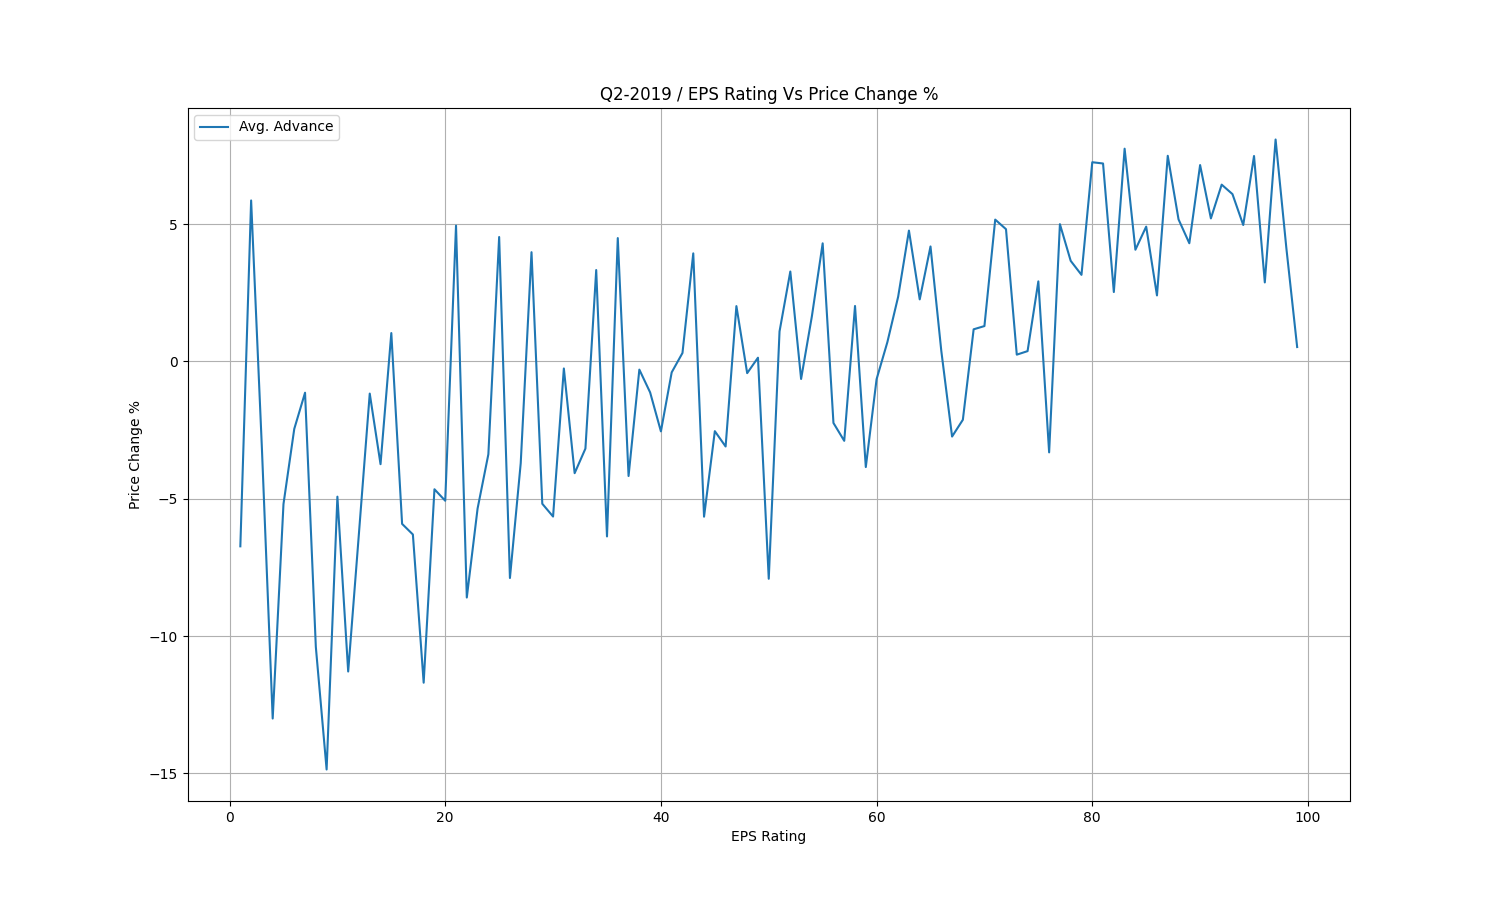 Q2-2019 / EPS Rating Vs Price Change %
Avg. Advance
Price Change %
5
0
−5
−10
−15
0 20 40 60 80 100
EPS Rating